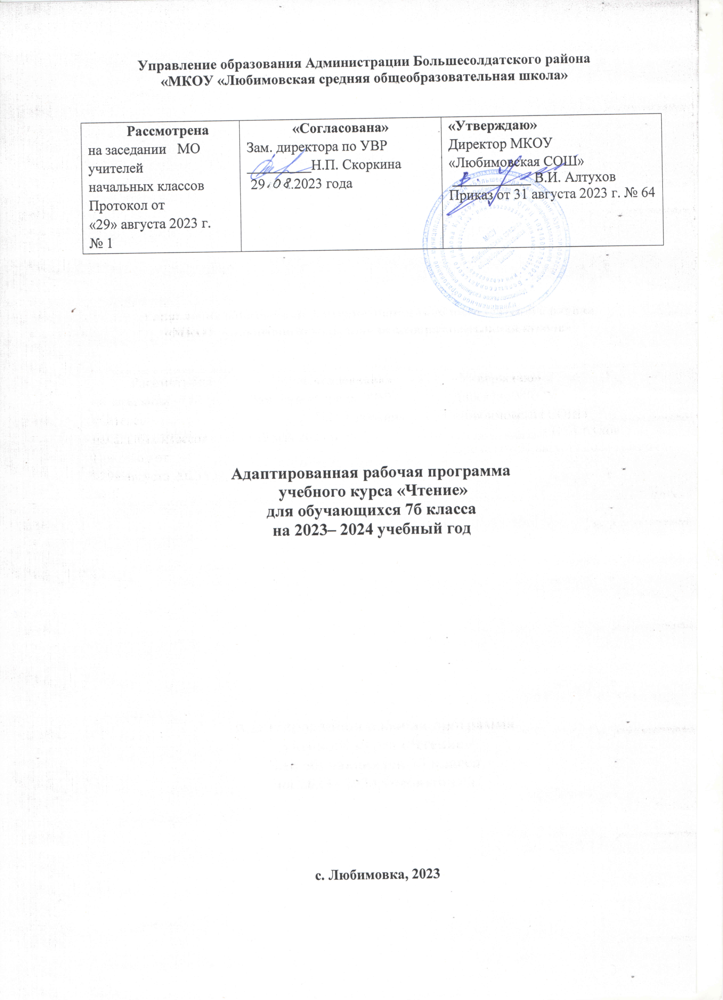 Управление образования Администрации Большесолдатского района
«МКОУ «Любимовская средняя общеобразовательная школа»
Рассмотрена
на заседании МО
учителей
начальных классов
Протокол от
«29» августа 2023 г.
№ 1
«Согласована»
Зам. директора по УВР
Н.П. Скоркина
29.08.2023 года
«Утверждаю»
Директор МКОУ
«Любимовская СОШ»
В.И. Алтухов
Приказ от 31 августа 2023 г. № 64
МКОУ
Адаптированная рабочая программа
учебного курса «Чтение»
для обучающихся 7б класса
на 2023– 2024 учебный год
с. Любимовка, 2023